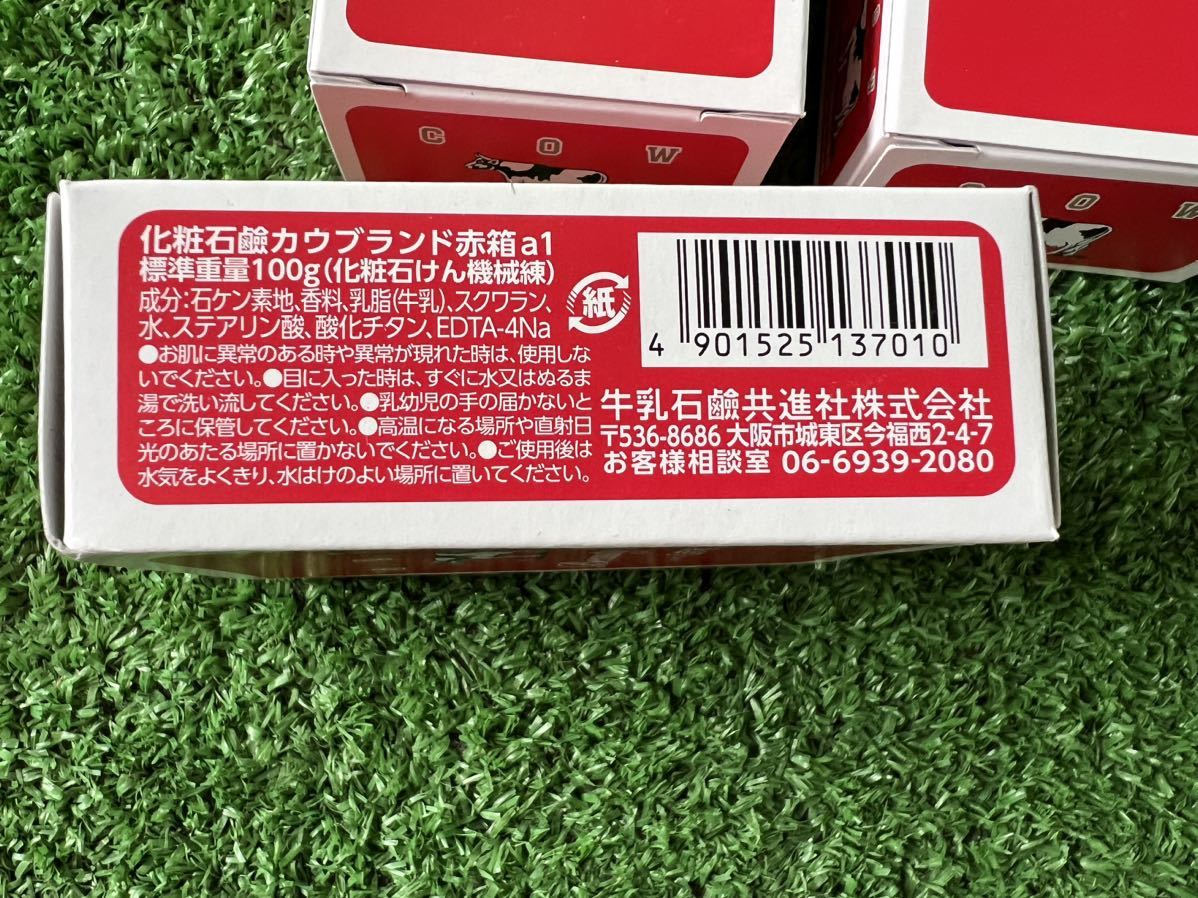 C O W
C O W
化粧石鹼カウブランド赤箱a1
標準重量100g(化粧石けん機械練)
成分:石ケン素地、香料、乳脂(牛乳)、スクワラン、
水、ステアリン酸、酸化チタン、EDTA-4Na
●お肌に異常のある時や異常が現れた時は、使用しな
いでください。●目に入った時は、すぐに水又はぬるま
湯で洗い流してください。●乳幼児の手の届かないと
ころに保管してください。●高温になる場所や直射日
光のあたる場所に置かないでください。●ご使用後は
水気をよくきり、水はけのよい場所に置いてください。
紙
4 901525 137010
牛乳石鹼共進社株式会社
〒536-8686 大阪市城東区今福西2-4-7
お客様相談室 06-6939-2080